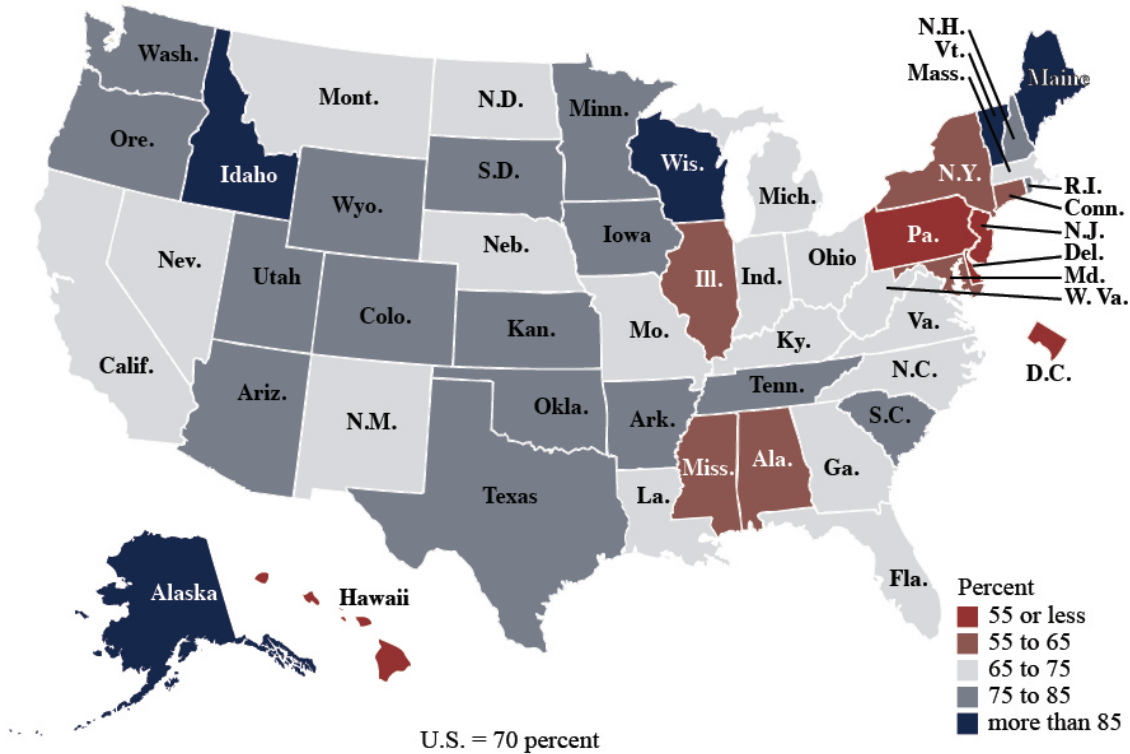 N.H.
Vt.
Mass.
Maine
Wash.
Mont.
N.D.
Minn.
Ore.
Idaho
Wis.
S.D.
Wyo.
Mich.
N.Y.
R.I.
Conn.
N.J.
Del.
Md.
W. Va.
Iowa
Neb.
Nev.
Utah
Pa.
Ohio
Ind.
Ill.
Colo.
Kan.
Mo.
Ky.
Va.
Calif.
D.C.
N.C.
Tenn.
Ariz.
N.M.
Okla.
Ark.
S.C.
Miss.
Ala.
Ga.
Texas
La.
Fla.
Alaska
Hawaii
Percent
55 or less
55 to 65
65 to 75
75 to 85
more than 85
U.S. = 70 percent